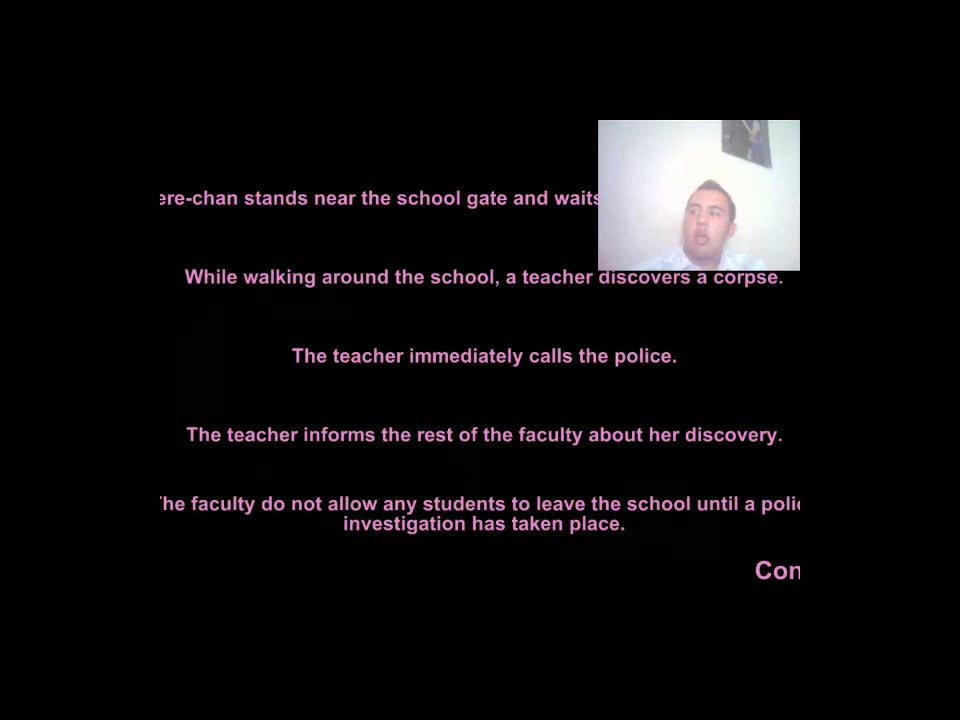 ere-chan stands near the school gate and waits
While walking around the school, a teacher discovers a corpse.
The teacher immediately calls the police.
The teacher informs the rest of the faculty about her discovery.
The faculty do not allow any students to leave the school until a polic
investigation has taken place.
Con